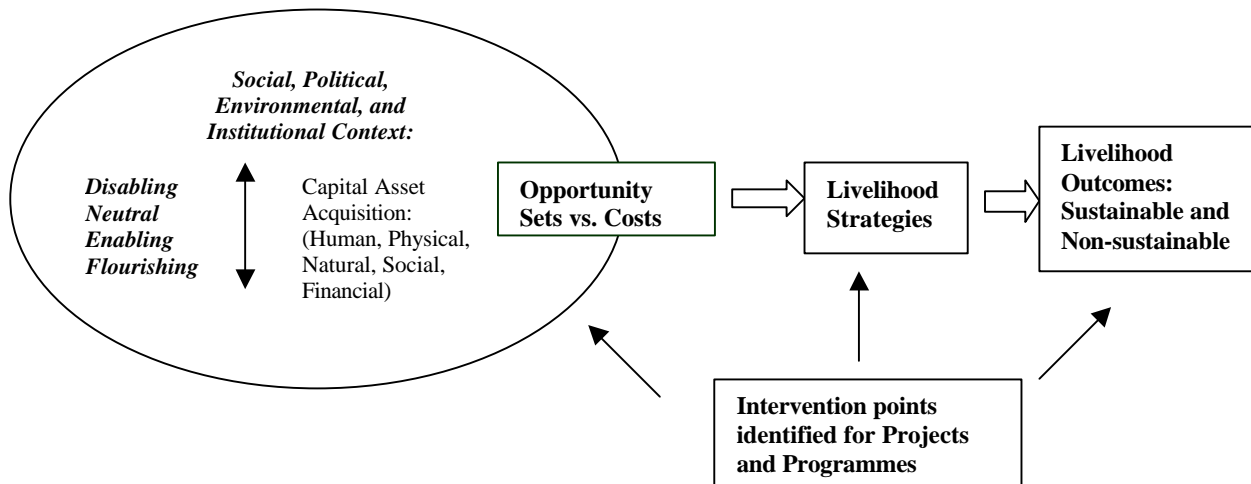 Social, Political,
Environmental, and
Institutional Context:
Disabling
Neutral
Enabling
Flourishing
Capital Asset
Acquisition:
(Human, Physical,
Natural, Social,
Financial)
Opportunity
Sets vs. Costs
Livelihood
Strategies
Livelihood
Outcomes:
Sustainable and
Non-sustainable
Intervention points
identified for Projects
and Programmes